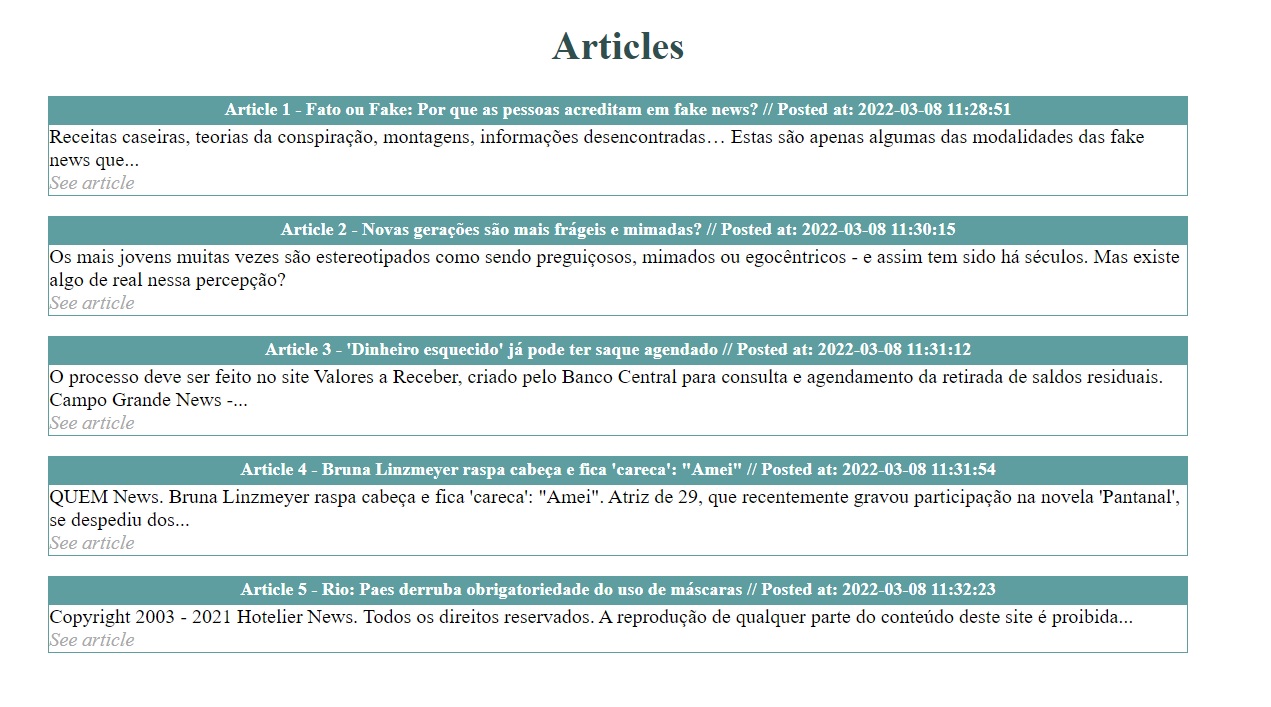 Articles
Article 1 - Fato ou Fake: Por que as pessoas acreditam em fake news? // Posted at: 2022-03-08 11:28:51
Receitas caseiras, teorias da conspiração, montagens, informações desencontradas… Estas são apenas algumas das modalidades das fake
news que...
See article
Article 2 - Novas gerações são mais frágeis e mimadas? // Posted at: 2022-03-08 11:30:15
Os mais jovens muitas vezes são estereotipados como sendo preguiçosos, mimados ou egocêntricos - e assim tem sido há séculos. Mas existe
algo de real nessa percepção?
See article
Article 3 - 'Dinheiro esquecido' já pode ter saque agendado // Posted at: 2022-03-08 11:31:12
O processo deve ser feito no site Valores a Receber, criado pelo Banco Central para consulta e agendamento da retirada de saldos residuais.
Campo Grande News -...
See article
Article 4 - Bruna Linzmeyer raspa cabeça e fica 'careca': "Amei" // Posted at: 2022-03-08 11:31:54
QUEM News. Bruna Linzmeyer raspa cabeça e fica 'careca': "Amei". Atriz de 29, que recentemente gravou participação na novela 'Pantanal',
se despediu dos...
See article
Article 5 - Rio: Paes derruba obrigatoriedade do uso de máscaras // Posted at: 2022-03-08 11:32:23
Copyright 2003 - 2021 Hotelier News. Todos os direitos reservados. A reprodução de qualquer parte do conteúdo deste site é proibida...
See article